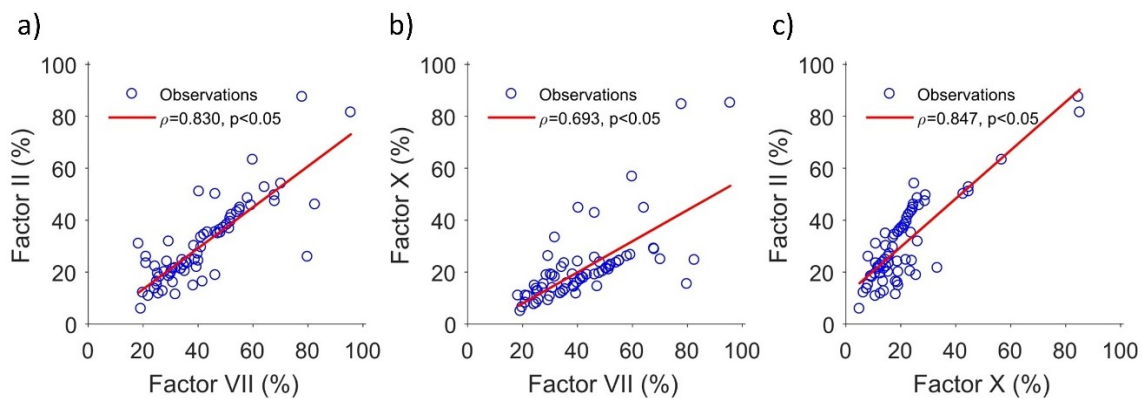 a)
100
80
60
40
20
0
Factor II (%)
Observations
ρ=0.830, p<0.05
0 20 40 60 80 100
Factor VII (%)
b)
100
80
60
40
20
0
Factor X (%)
Observations
ρ=0.693, p<0.05
0 20 40 60 80 100
Factor VII (%)
c)
100
80
60
40
20
0
Factor II (%)
Observations
ρ=0.847, p<0.05
0 20 40 60 80 100
Factor X (%)